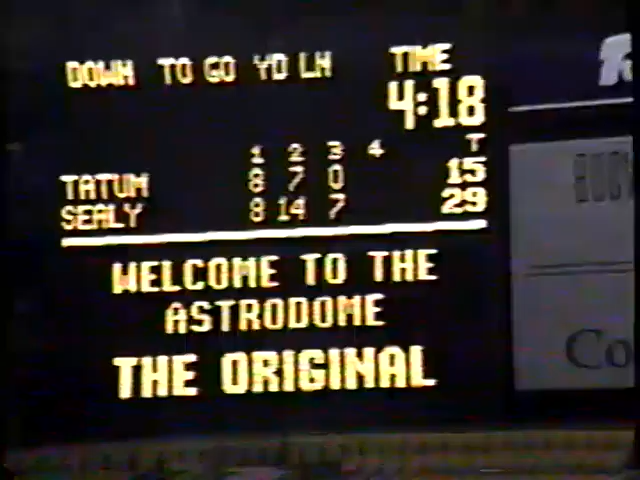 DOWN TO GO YD LN TIME
4:18
1 2 3 4 T
TATUM 8 7 0 15
SEALY 8 14 7 29
WELCOME TO THE
ASTRODOME
THE ORIGINAL
Co